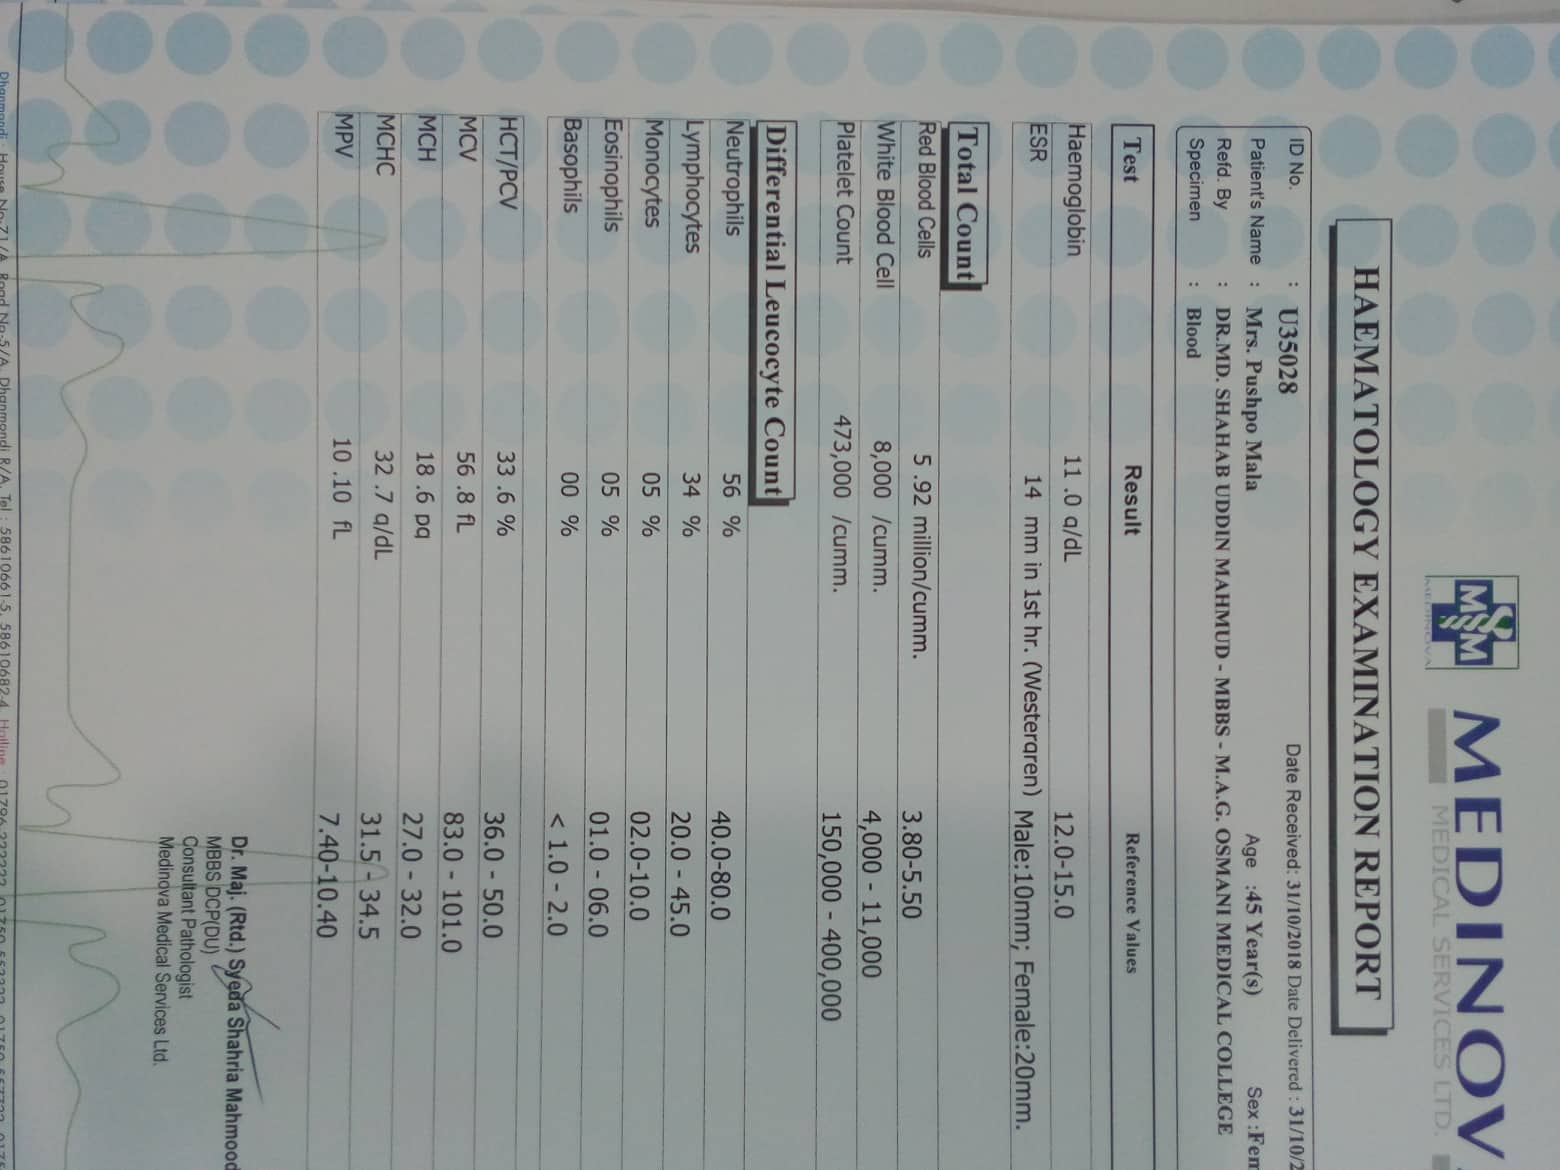 MEDINOV
MEDICAL SERVICES LTD.
MEDINOVA
HAEMATOLOGY EXAMINATION REPORT
ID No. : U35028 Date Received: 31/10/2018 Date Delivered : 31/10/2
Patient's Name : Mrs. Pushpo Mala Age :45 Year(s) Sex :Fem
Refd. By : DR.MD. SHAHAB UDDIN MAHMUD - MBBS - M.A.G. OSMANI MEDICAL COLLEGE
Specimen : Blood
Test Result Reference Values
Haemoglobin 11 .0 g/dL 12.0-15.0
ESR 14 mm in 1st hr. (Westergren) Male:10mm; Female:20mm.
Total Count
Red Blood Cells 5 .92 million/cumm. 3.80-5.50
White Blood Cell 8,000 /cumm. 4,000 - 11,000
Platelet Count 473,000 /cumm. 150,000 - 400,000
Differential Leucocyte Count
Neutrophils 56 % 40.0-80.0
Lymphocytes 34 % 20.0 - 45.0
Monocytes 05 % 02.0-10.0
Eosinophils 05 % 01.0 - 06.0
Basophils 00 % < 1.0 - 2.0
HCT/PCV 33 .6 % 36.0 - 50.0
MCV 56 .8 fL 83.0 - 101.0
MCH 18 .6 pg 27.0 - 32.0
MCHC 32 .7 g/dL 31.5 - 34.5
MPV 10 .10 fL 7.40-10.40
Dr. Maj. (Rtd.) Syeda Shahria Mahmood
MBBS DCP(DU)
Consultant Pathologist
Medinova Medical Services Ltd.
Dhanmondi : House No-71/A, Road No-5/A, Dhanmondi R/A, Tel : 58610661-5, 58610682-4, Hotline :